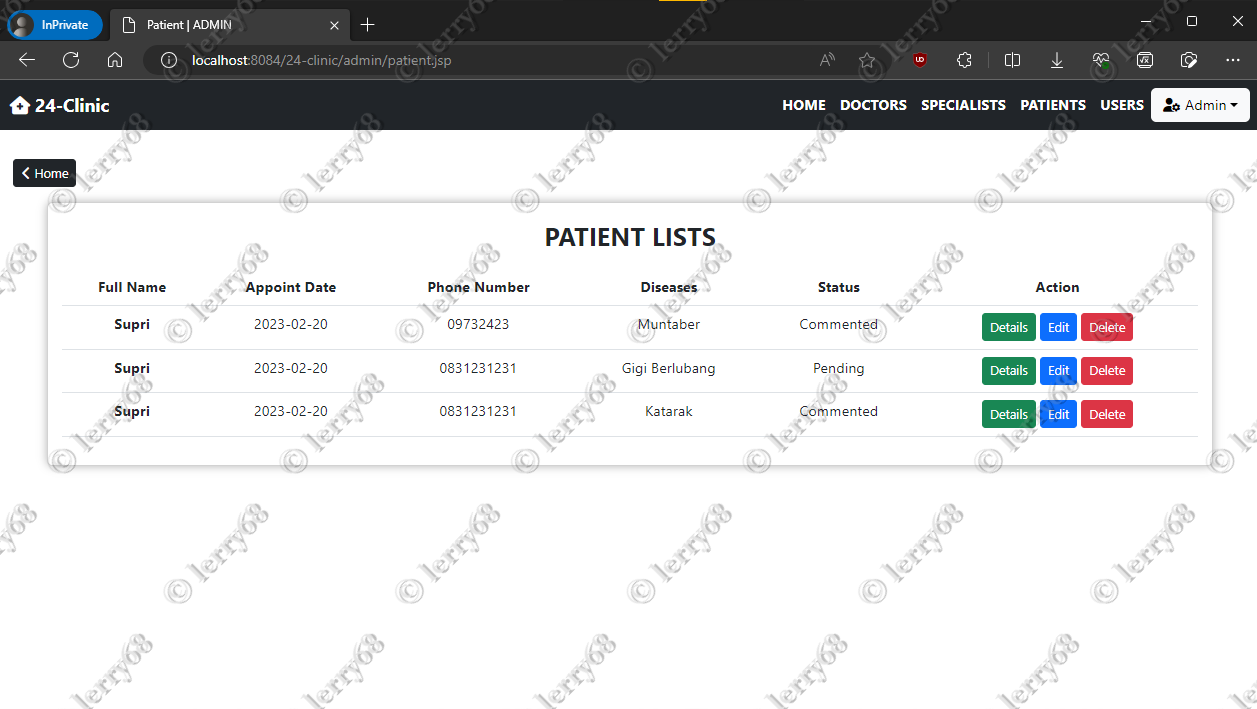 InPrivate Patient | ADMIN
localhost:8084/24-clinic/admin/patient.jsp
24-Clinic HOME DOCTORS SPECIALISTS PATIENTS USERS Admin
Home
PATIENT LISTS
Full Name Appoint Date Phone Number Diseases Status Action
Supri 2023-02-20 09732423 Muntaber Commented Details Edit Delete
Supri 2023-02-20 0831231231 Gigi Berlubang Pending Details Edit Delete
Supri 2023-02-20 0831231231 Katarak Commented Details Edit Delete
© lerry68